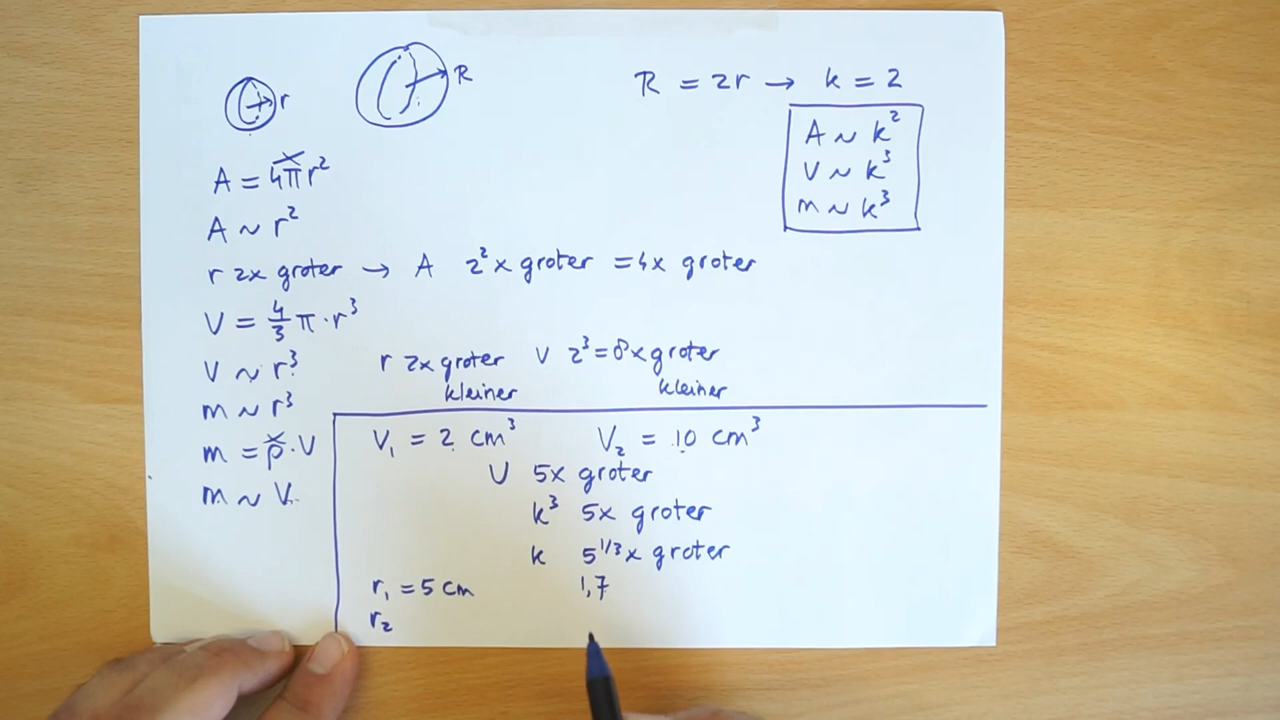 r
R
R = 2r → k = 2
A ~ k²
V ~ k³
m ~ k³
A = 4πr²
A ~ r²
r 2x groter → A 2² x groter = 4x groter
V = 4/3 π · r³
V ~ r³
r 2x groter V 2³ = 8x groter
kleiner kleiner
m ~ r³
m = ρ · V
m ~ V
V₁ = 2 cm³ V₂ = 10 cm³
V 5x groter
k³ 5x groter
k 5^1/3 x groter
r₁ = 5 cm 1,7
r₂